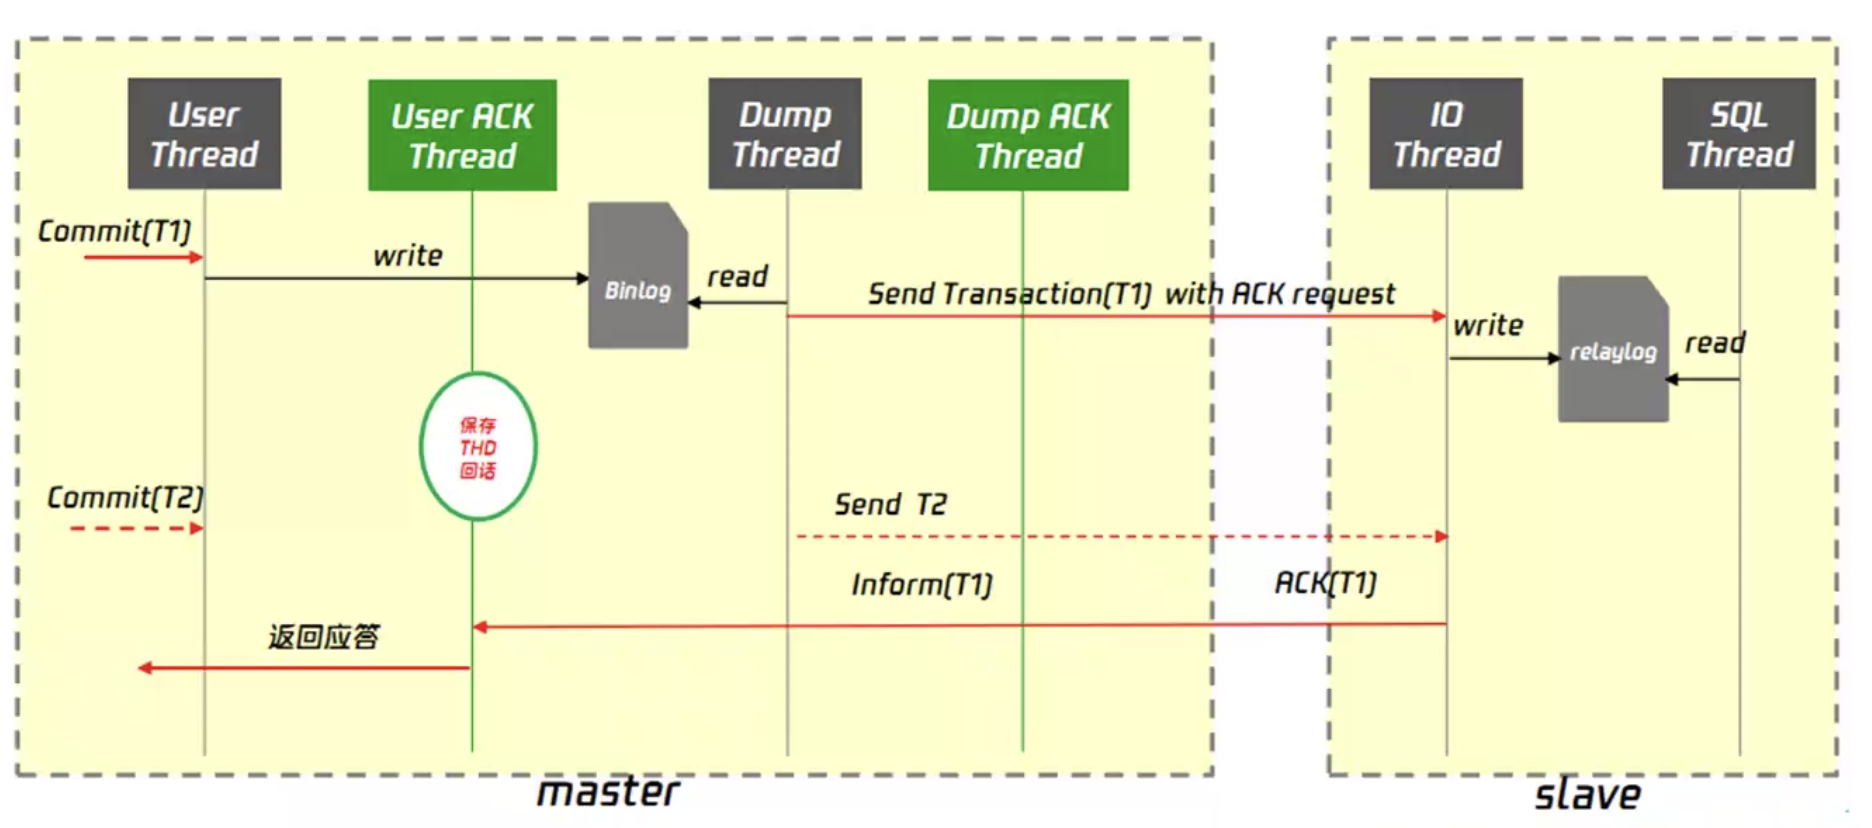 User
Thread
User ACK
Thread
Dump
Thread
Dump ACK
Thread
IO
Thread
SQL
Thread
Commit(T1)
write
Binlog
read
Send Transaction(T1) with ACK request
write
relaylog
read
保存
THD
回话
Commit(T2)
Send T2
Inform(T1)
ACK(T1)
返回应答
master
slave